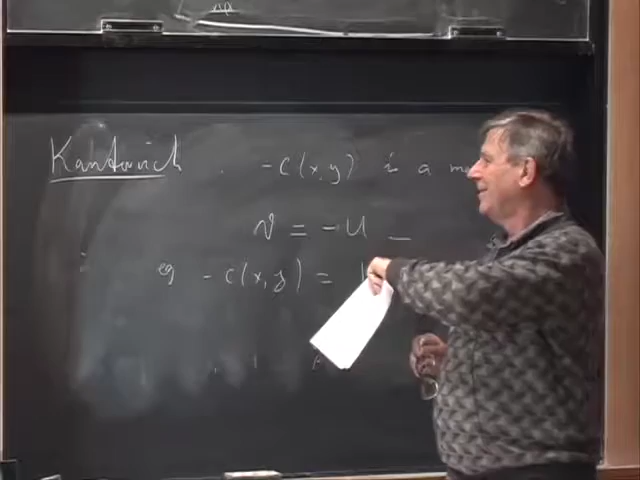 Kantorovich . -c(x,y) is a
v = -u
eg -c(x,y) =